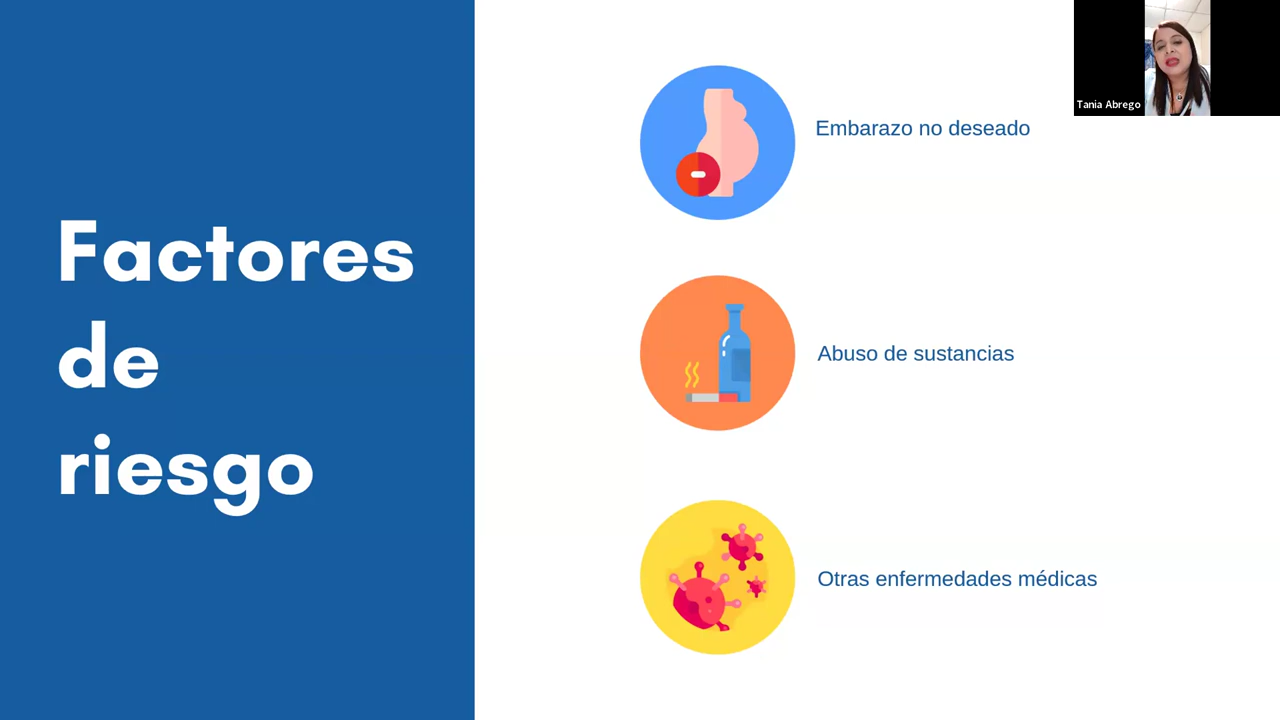 Factores
de
riesgo
Embarazo no deseado
Abuso de sustancias
Otras enfermedades médicas
Tania Abrego